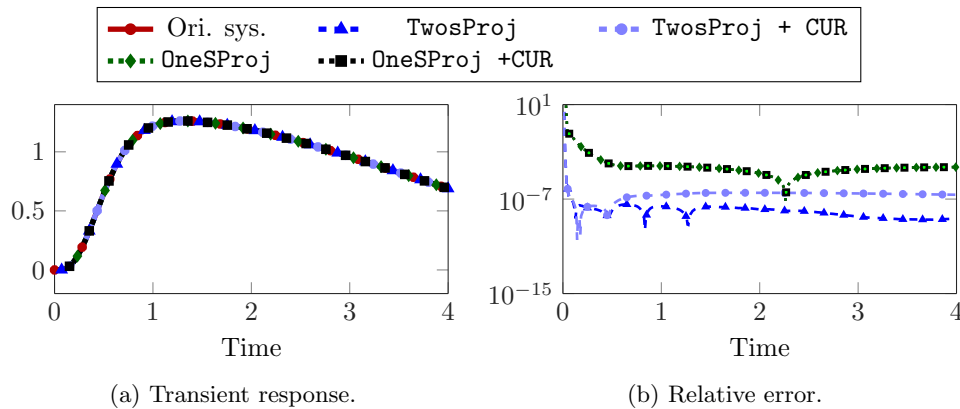 Ori. sys. TwosProj TwosProj + CUR
OneSProj OneSProj +CUR
1
0.5
0
0 1 2 3 4
Time
(a) Transient response.
10^1
10^−7
10^−15
0 1 2 3 4
Time
(b) Relative error.